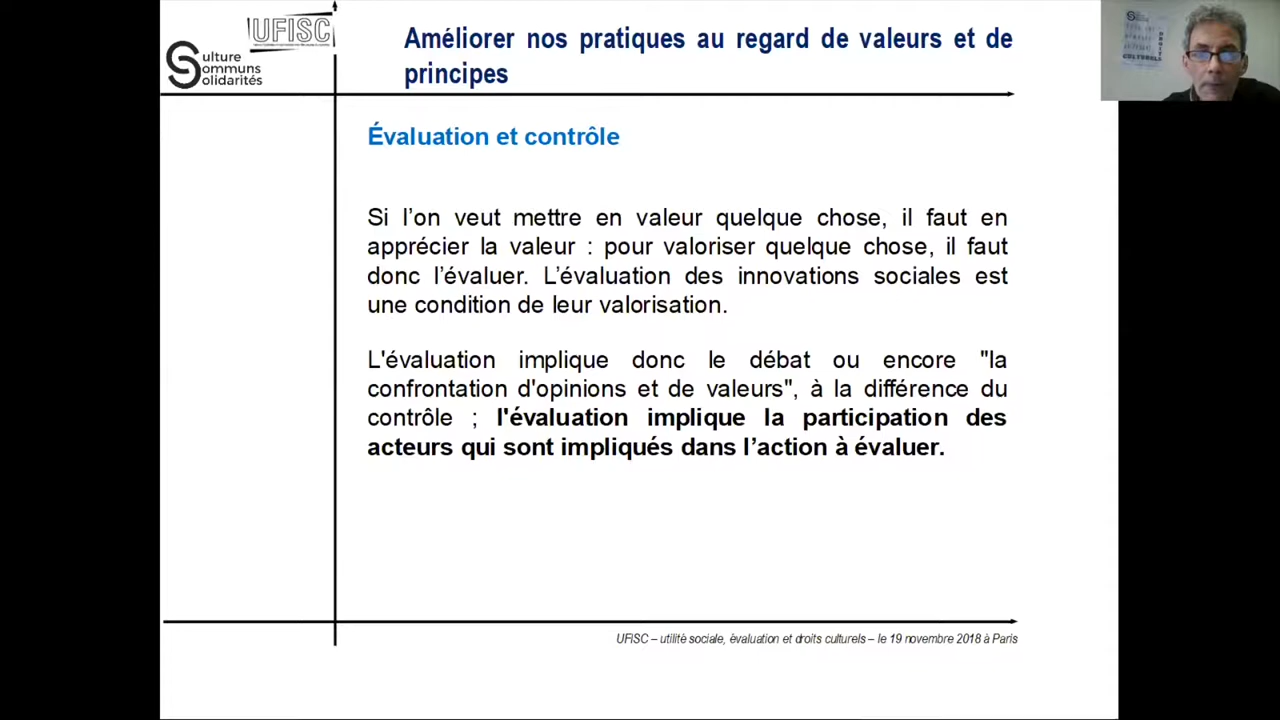 UFISC
Culture
Communs
Solidarités
Améliorer nos pratiques au regard de valeurs et de
principes
CULTURELS
DROITS
Évaluation et contrôle
Si l’on veut mettre en valeur quelque chose, il faut en
apprécier la valeur : pour valoriser quelque chose, il faut
donc l’évaluer. L’évaluation des innovations sociales est
une condition de leur valorisation.
L'évaluation implique donc le débat ou encore "la
confrontation d'opinions et de valeurs", à la différence du
contrôle ; l'évaluation implique la participation des
acteurs qui sont impliqués dans l’action à évaluer.
UFISC – utilité sociale, évaluation et droits culturels – le 19 novembre 2018 à Paris